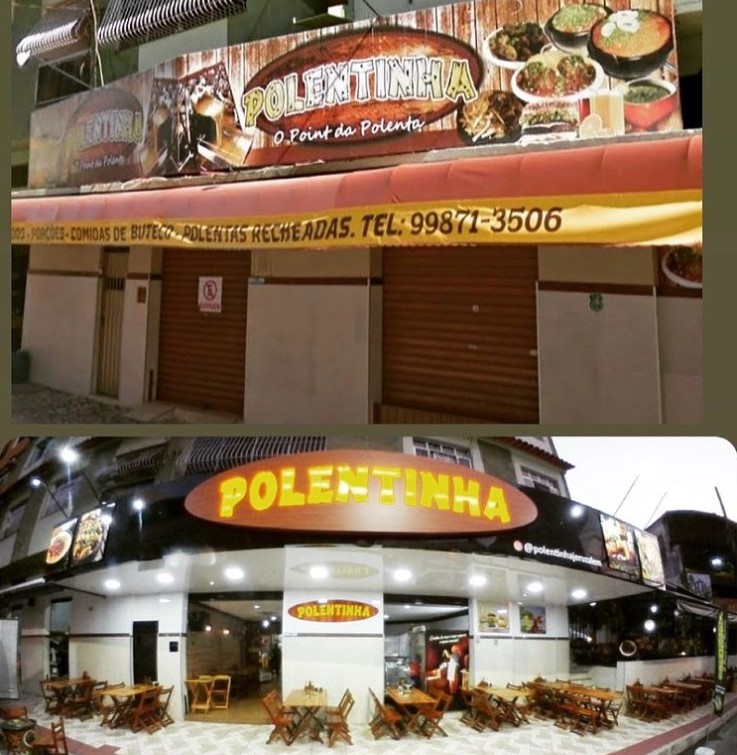 POLENTINHA
O Point da Polenta
POLENTINHA
O Point da Polenta
PORÇÕES - COMIDAS DE BUTECO - POLENTAS RECHEADAS. TEL: 99871-3506
POLENTINHA
POLENTINHA